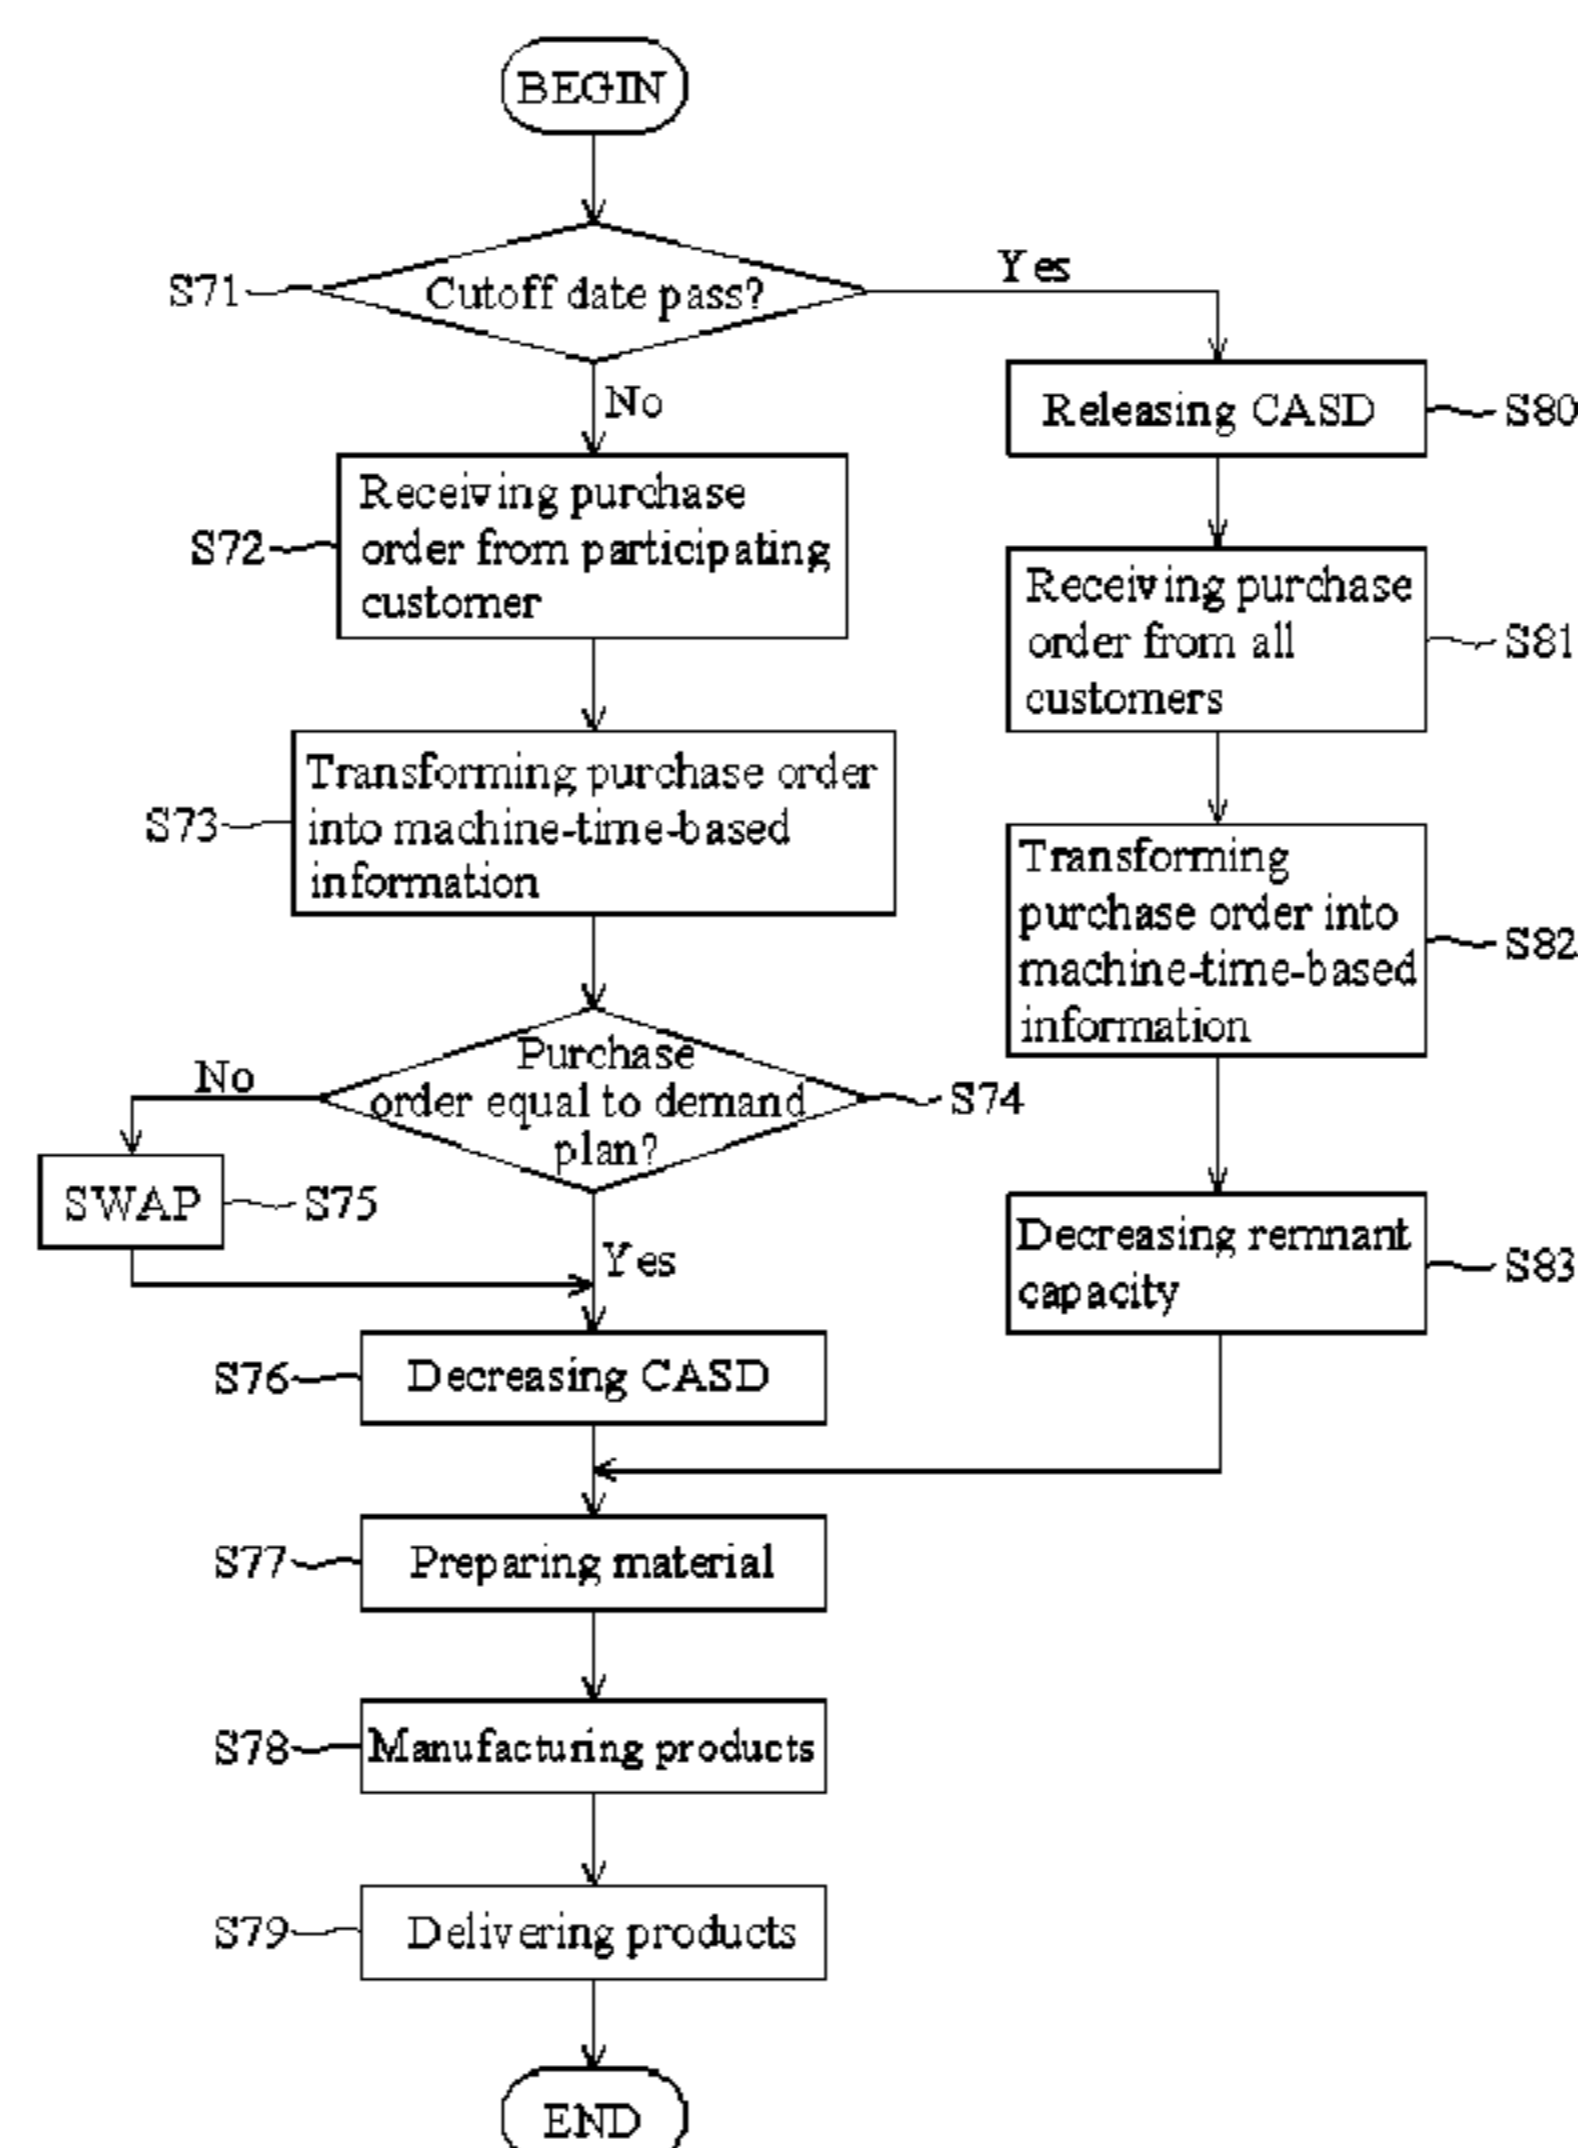 BEGIN
S71
Cutoff date pass?
Yes
No
Releasing CASD
S80
S72
Receiving purchase
order from participating
customer
Receiving purchase
order from all
customers
S81
S73
Transforming purchase order
into machine-time-based
information
Transforming
purchase order into
machine-time-based
information
S82
No
Purchase
order equal to demand
plan?
S74
SWAP
S75
Yes
Decreasing remnant
capacity
S83
S76
Decreasing CASD
S77
Preparing material
S78
Manufacturing products
S79
Delivering products
END